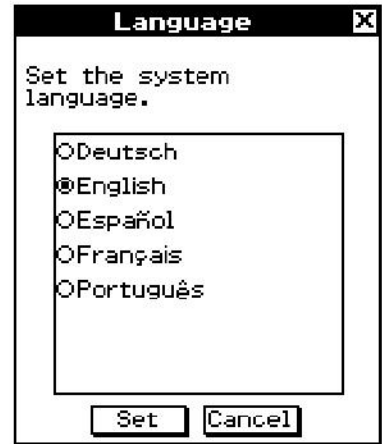 Language
Set the system
language.
Deutsch
English
Español
Français
Português
Set
Cancel